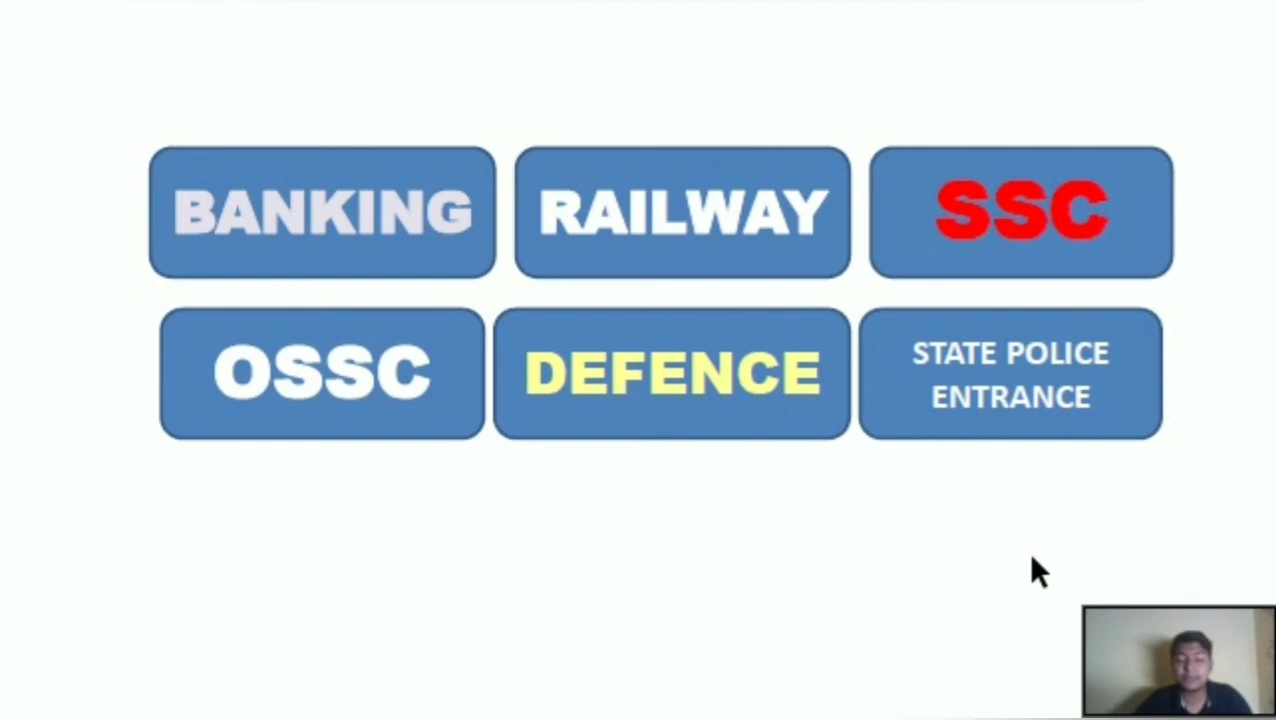 BANKING
RAILWAY
SSC
OSSC
DEFENCE
STATE POLICE
ENTRANCE